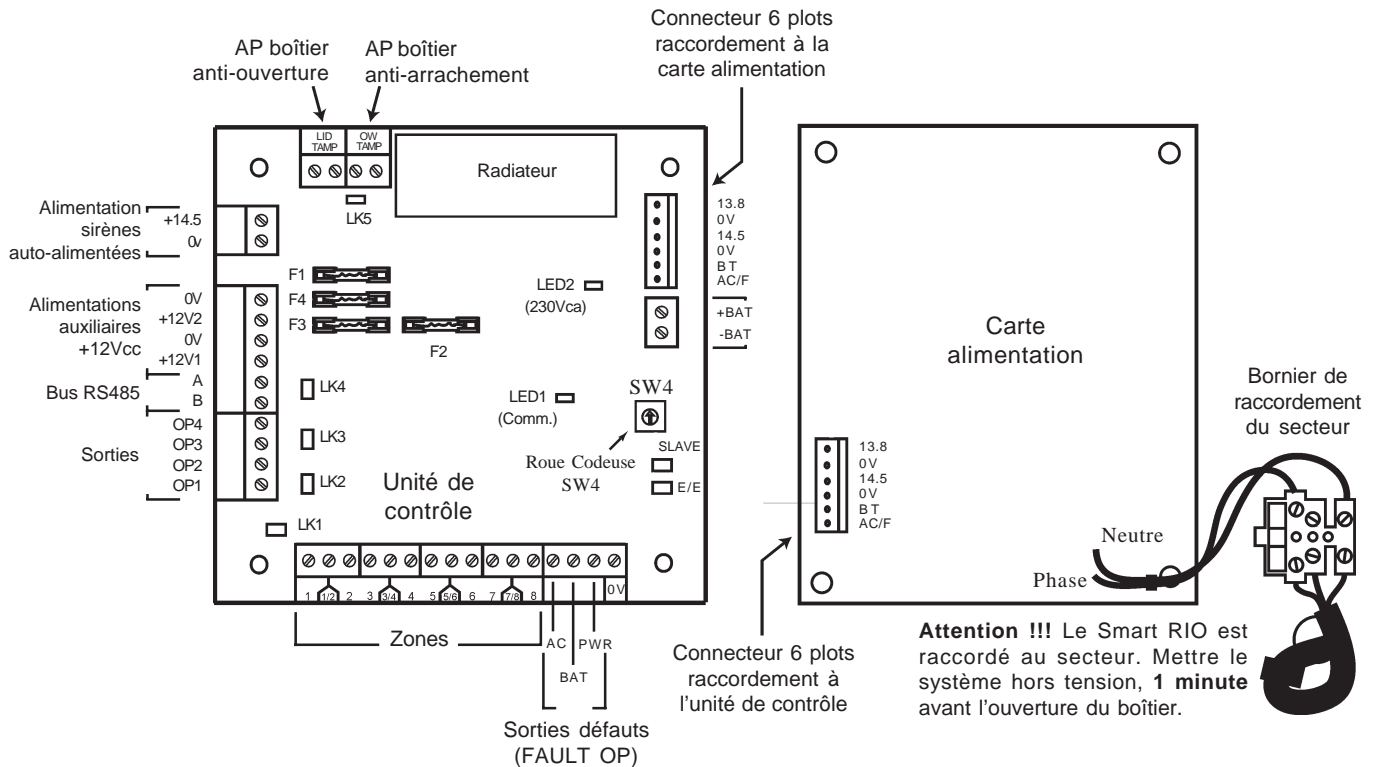 Connecteur 6 plots
raccordement à la
carte alimentation
AP boîtier
anti-ouverture
AP boîtier
anti-arrachement
LID
TAMP
OW
TAMP
Radiateur
LK5
Alimentation
sirènes
auto-alimentées
+14.5
0v
13.8
0V
14.5
0V
BT
AC/F
F1
F4
F3
F2
LED2
(230Vca)
+BAT
-BAT
Alimentations
auxiliaires
+12Vcc
0V
+12V2
0V
+12V1
Bus RS485
A
B
Sorties
OP4
OP3
OP2
OP1
LK4
LK3
LK2
LK1
LED1
(Comm.)
SW4
Roue Codeuse
SW4
SLAVE
E/E
Unité de
contrôle
1 1/2 2 3 3/4 4 5 5/6 6 7 7/8 8
0V
Zones
AC
PWR
BAT
Sorties défauts
(FAULT OP)
Carte
alimentation
13.8
0V
14.5
0V
BT
AC/F
Connecteur 6 plots
raccordement à
l'unité de contrôle
Neutre
Phase
Bornier de
raccordement
du secteur
Attention !!! Le Smart RIO est
raccordé au secteur. Mettre le
système hors tension, 1 minute
avant l'ouverture du boîtier.